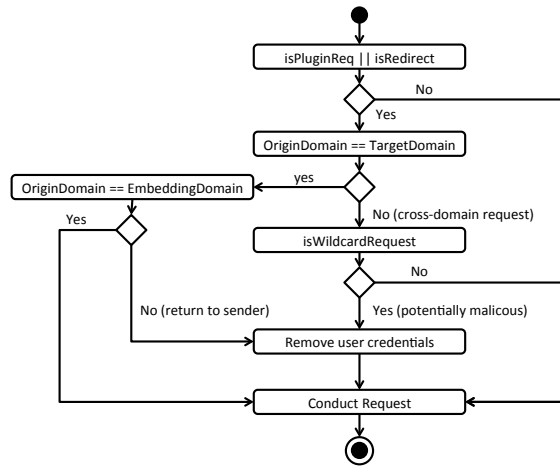 isPluginReq || isRedirect
No
Yes
OriginDomain == TargetDomain
OriginDomain == EmbeddingDomain
yes
Yes
No (cross-domain request)
isWildcardRequest
No
No (return to sender)
Yes (potentially malicous)
Remove user credentials
Conduct Request